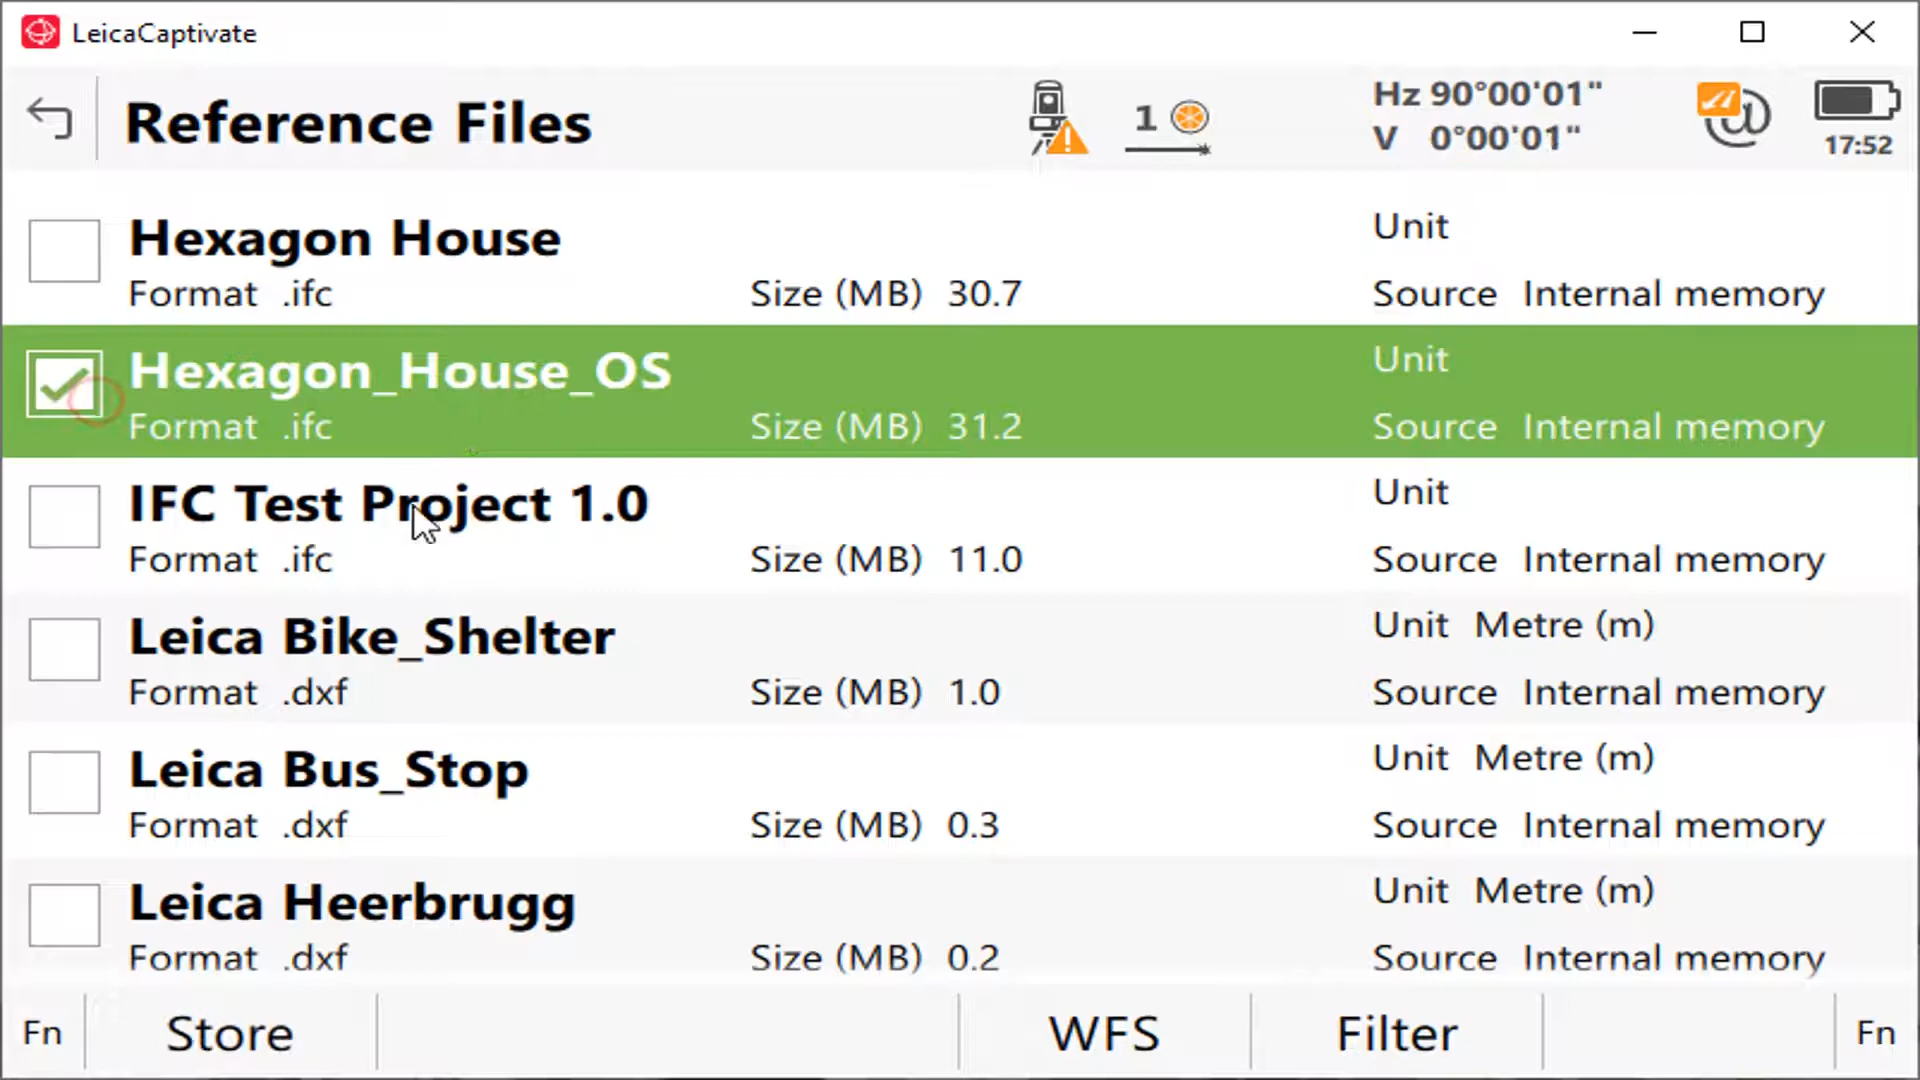 LeicaCaptivate
Reference Files
1
Hz 90°00'01"
V 0°00'01"
17:52
Hexagon House
Unit
Format .ifc
Size (MB) 30.7
Source Internal memory
Hexagon_House_OS
Unit
Format .ifc
Size (MB) 31.2
Source Internal memory
IFC Test Project 1.0
Unit
Format .ifc
Size (MB) 11.0
Source Internal memory
Leica Bike_Shelter
Unit Metre (m)
Format .dxf
Size (MB) 1.0
Source Internal memory
Leica Bus_Stop
Unit Metre (m)
Format .dxf
Size (MB) 0.3
Source Internal memory
Leica Heerbrugg
Unit Metre (m)
Format .dxf
Size (MB) 0.2
Source Internal memory
Fn Store WFS Filter Fn